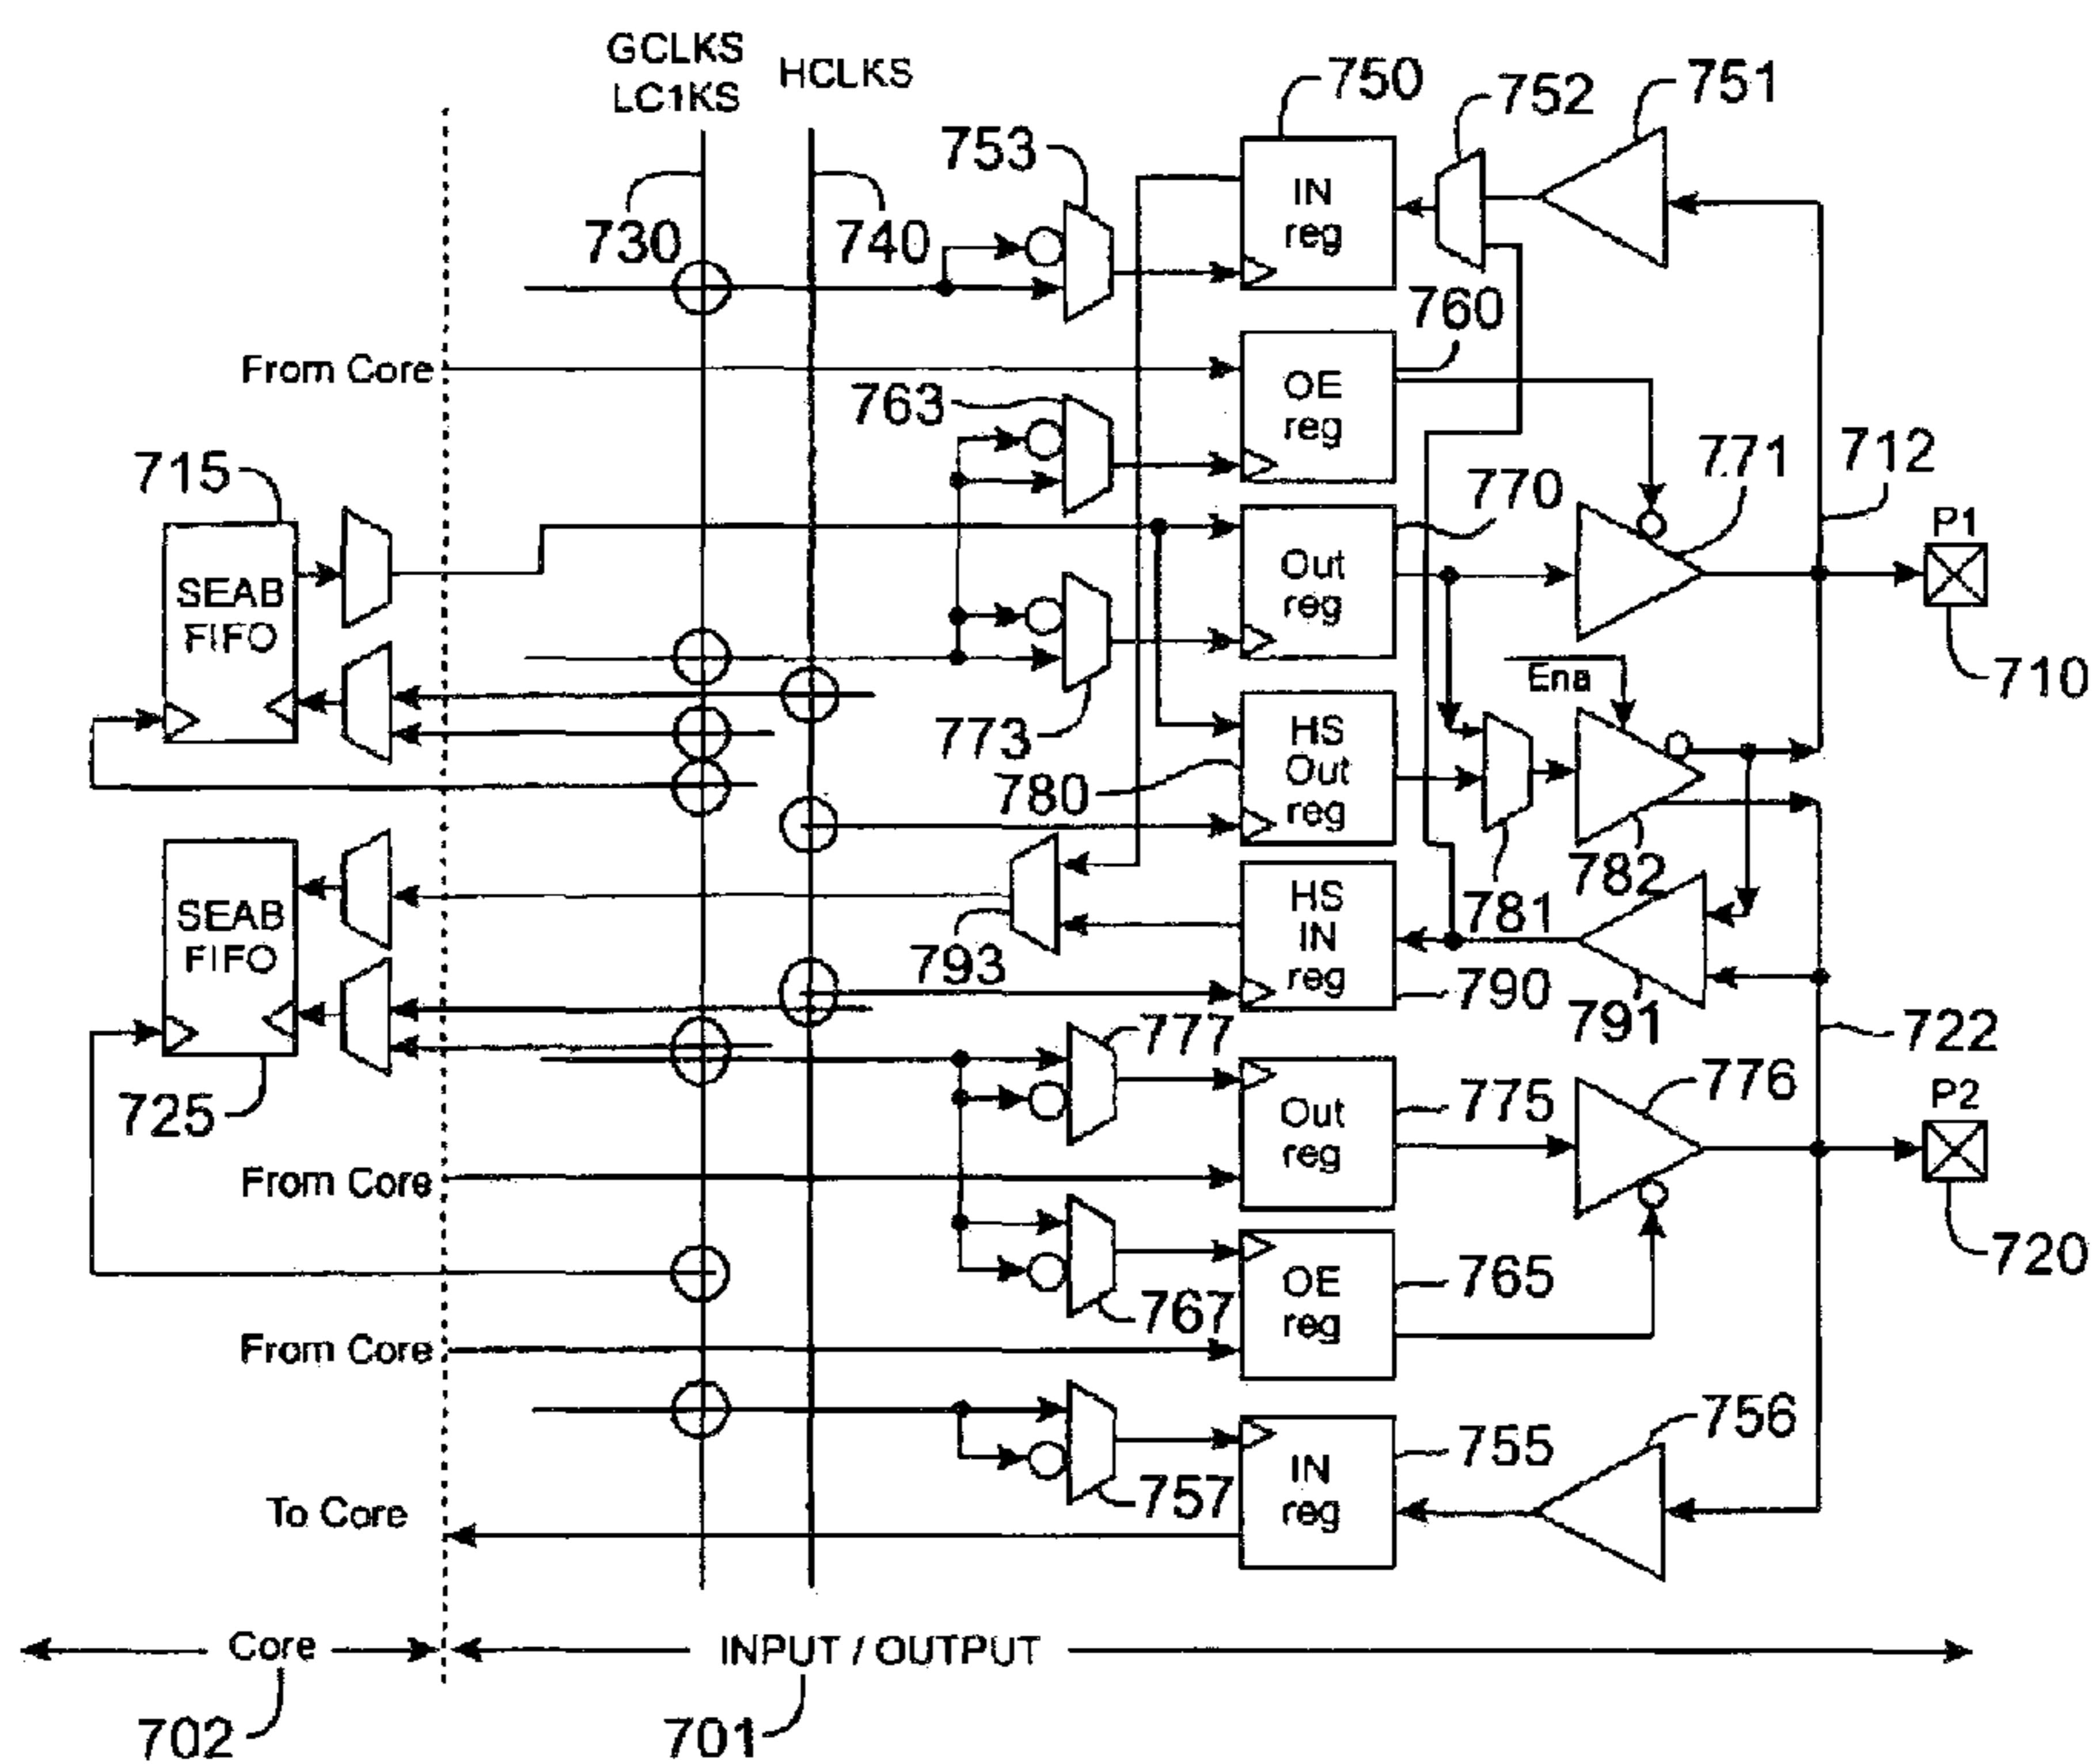 GCLKS
LC1KS
HCLKS
750
752
751
753
730
740
IN
reg
760
From Core
763
OE
reg
715
770
771
712
P1
SEAB
FIFO
Out
reg
Ena
710
773
HS
Out
reg
780
782
SEAB
FIFO
793
HS
IN
reg
781
790
791
777
722
725
775
776
P2
Out
reg
From Core
720
767
OE
reg
765
From Core
757
IN
reg
755
756
To Core
Core
INPUT / OUTPUT
702
701